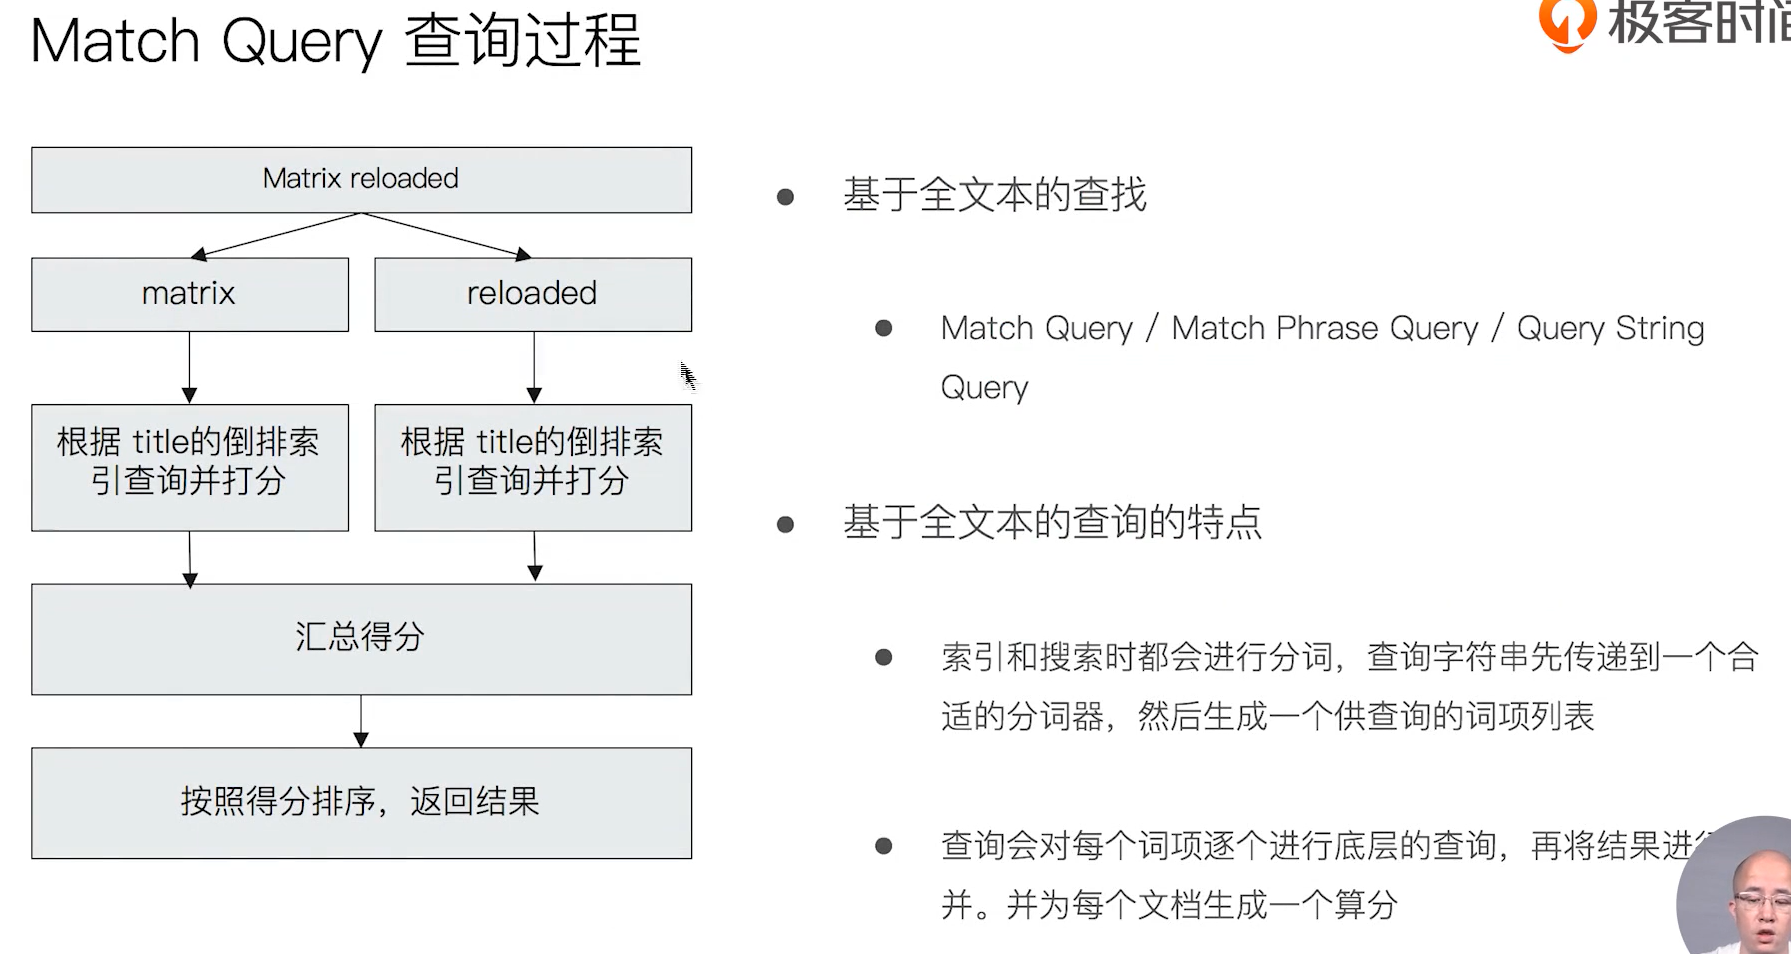 Match Query 查询过程
极客时间
Matrix reloaded
matrix
reloaded
根据 title的倒排索
引查询并打分
根据 title的倒排索
引查询并打分
汇总得分
按照得分排序，返回结果
基于全文本的查找
Match Query / Match Phrase Query / Query String
Query
基于全文本的查询的特点
索引和搜索时都会进行分词，查询字符串先传递到一个合
适的分词器，然后生成一个供查询的词项列表
查询会对每个词项逐个进行底层的查询，再将结果进行
并。并为每个文档生成一个算分